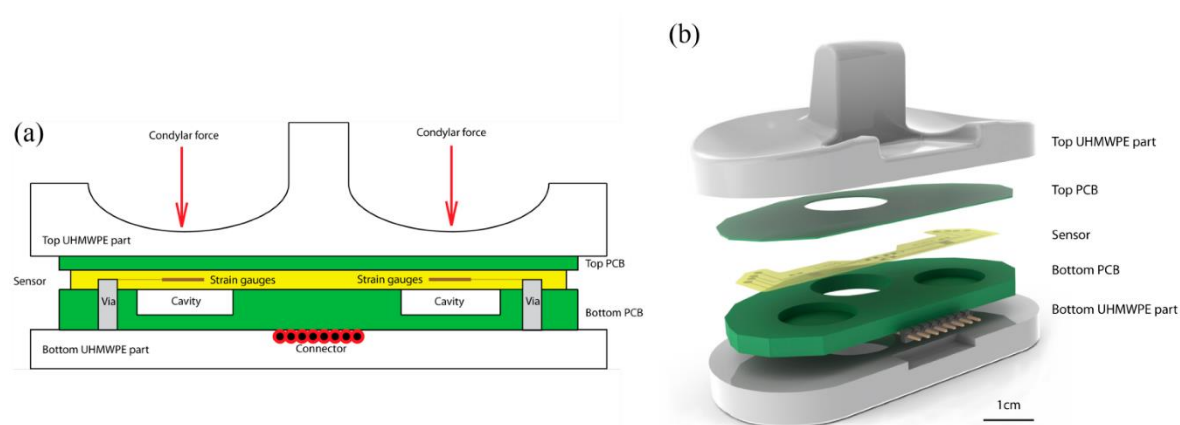 (a)
Condylar force
Condylar force
Top UHMWPE part
Top PCB
Sensor
Strain gauges
Strain gauges
Via
Cavity
Cavity
Via
Bottom PCB
Bottom UHMWPE part
Connector
(b)
Top UHMWPE part
Top PCB
Sensor
Bottom PCB
Bottom UHMWPE part
1cm